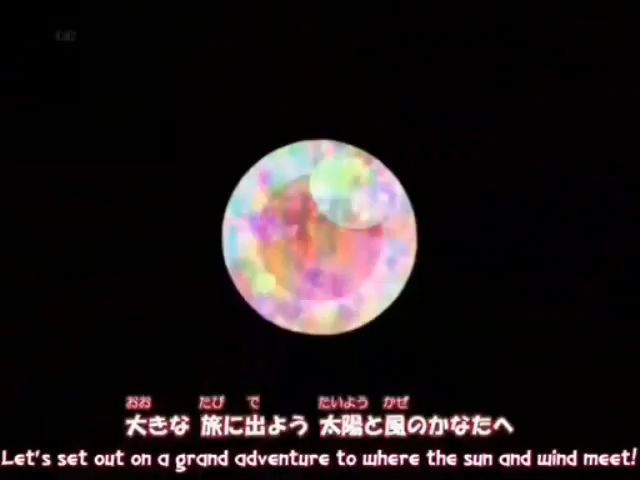 おお たび で たいよう かぜ
大きな 旅に出よう 太陽と風のかなたへ
Let's set out on a grand adventure to where the sun and wind meet!